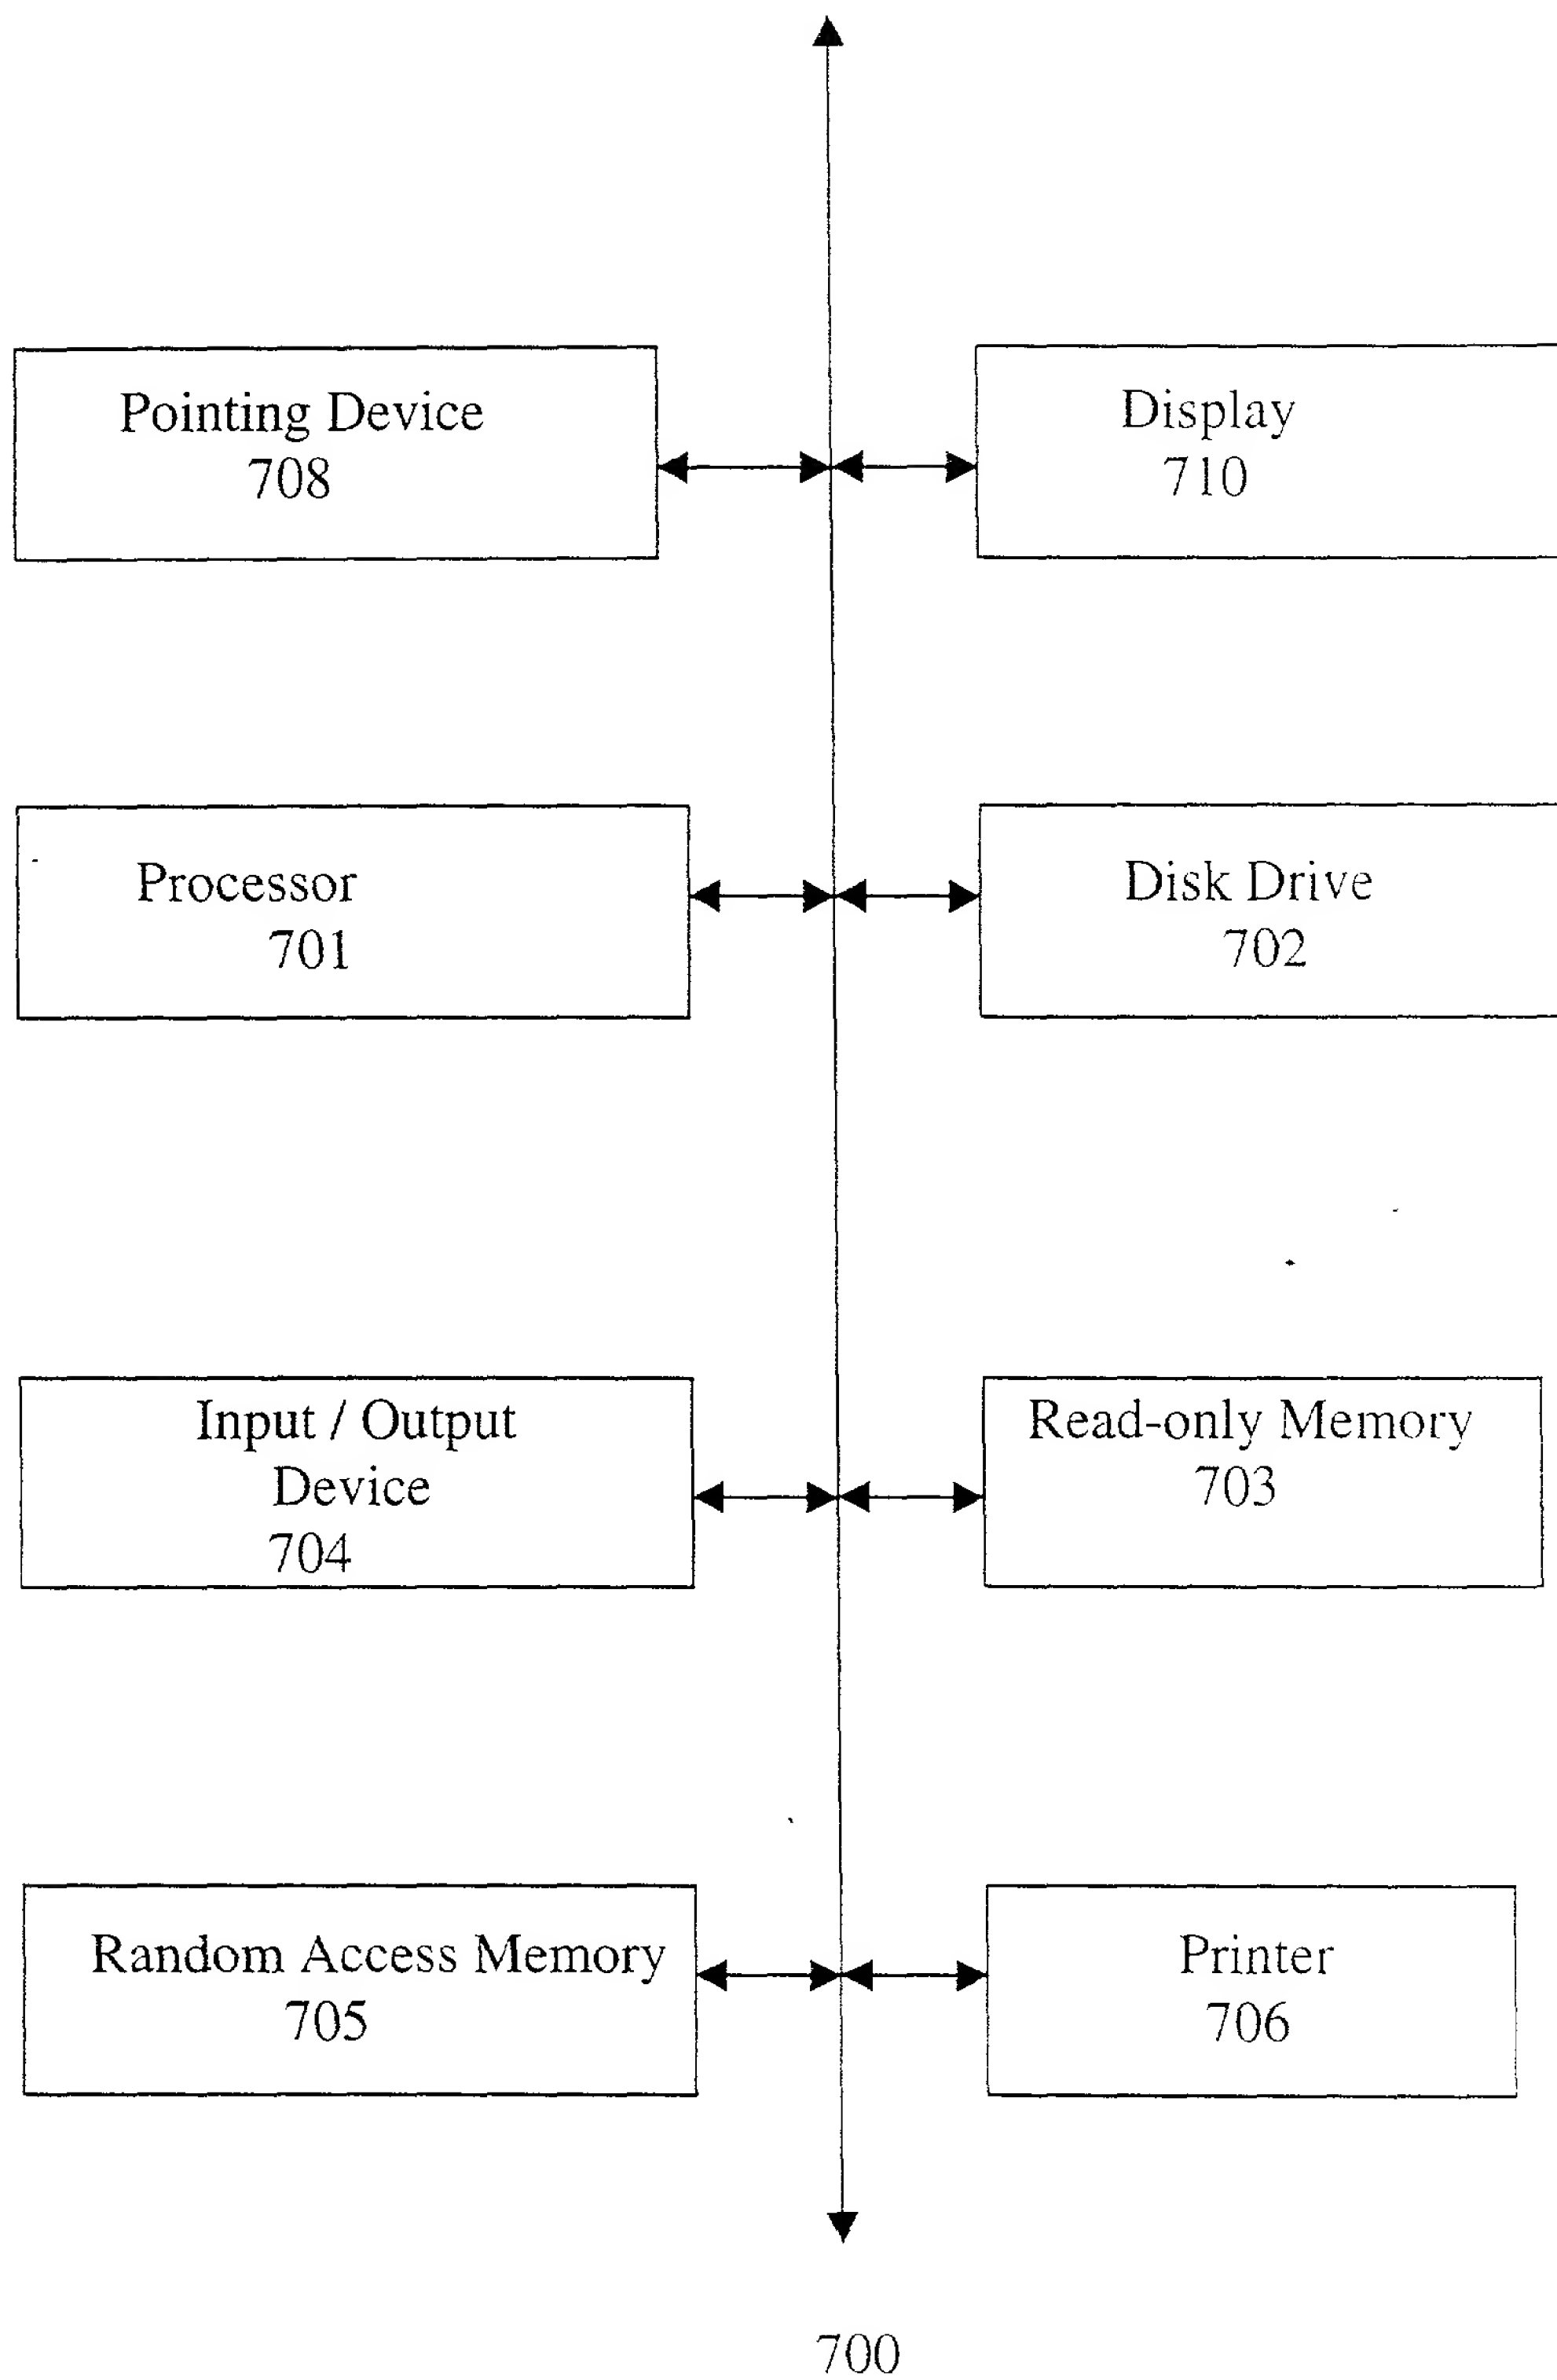 Pointing Device
708
Display
710
Processor
701
Disk Drive
702
Input / Output
Device
704
Read-only Memory
703
Random Access Memory
705
Printer
706
700